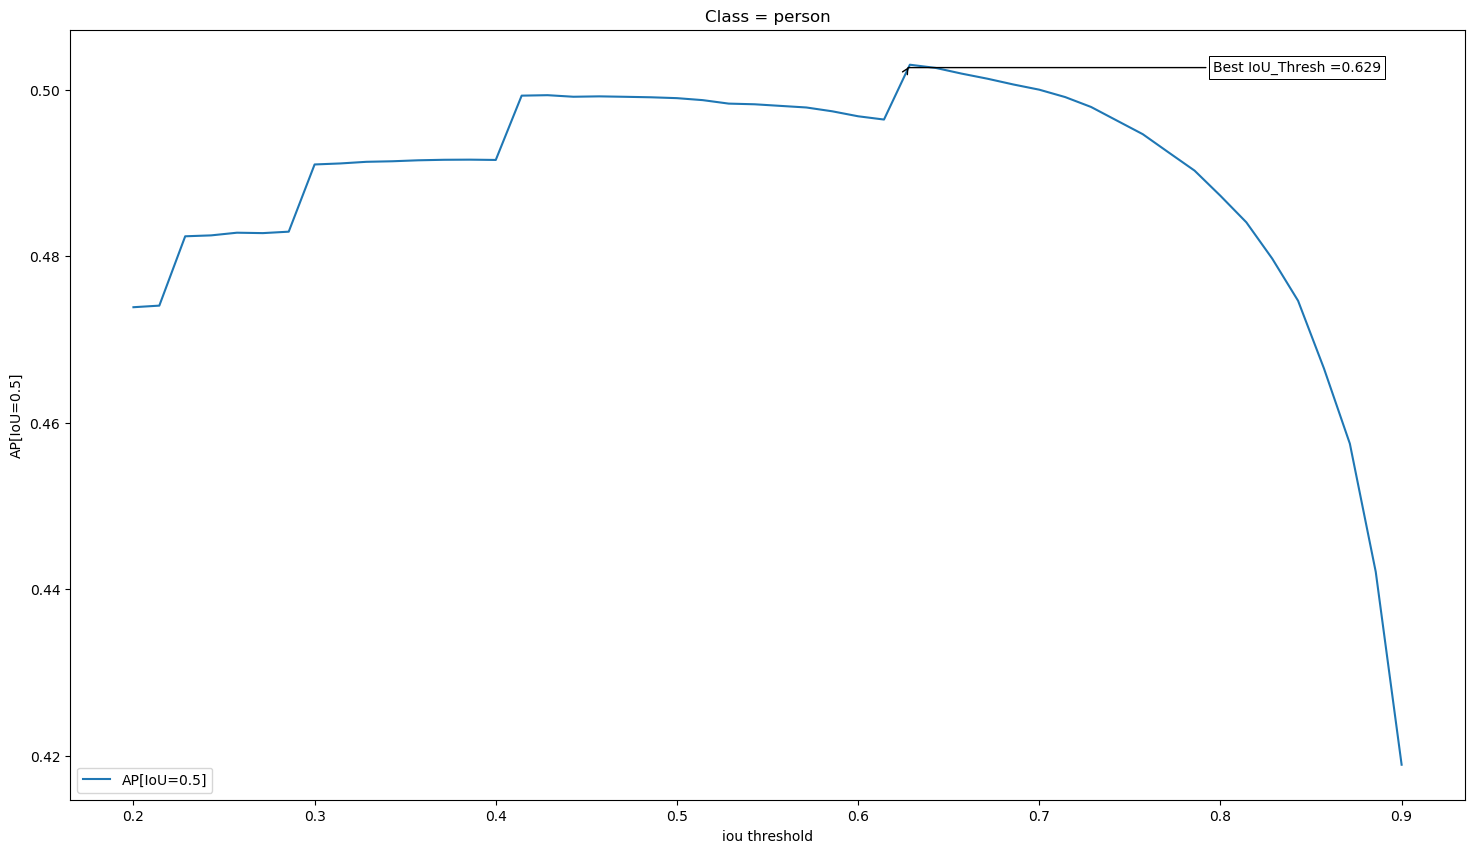 Class = person
Best IoU_Thresh =0.629
0.50
0.48
0.46
0.44
0.42
AP[IoU=0.5]
AP[IoU=0.5]
0.2 0.3 0.4 0.5 0.6 0.7 0.8 0.9
iou threshold